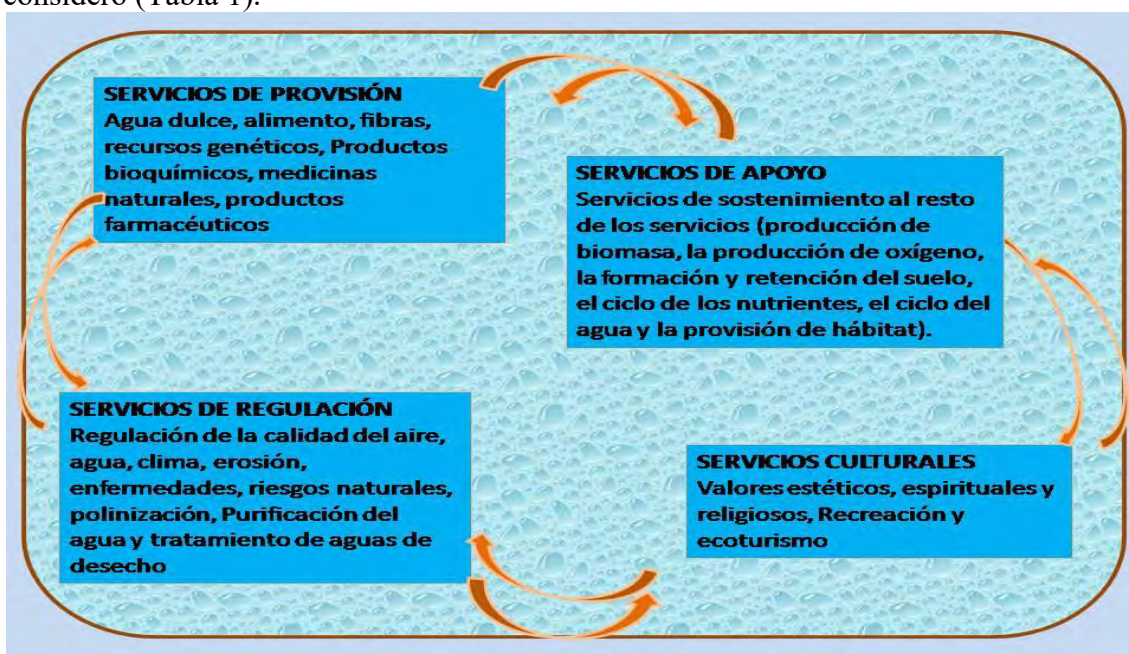 considero (Tabla 1).
SERVICIOS DE PROVISIÓN
Agua dulce, alimento, fibras,
recursos genéticos, Productos
bioquímicos, medicinas
naturales, productos
farmacéuticos
SERVICIOS DE APOYO
Servicios de sostenimiento al resto
de los servicios (producción de
biomasa, la producción de oxígeno,
la formación y retención del suelo,
el ciclo de los nutrientes, el ciclo del
agua y la provisión de hábitat).
SERVICIOS DE REGULACIÓN
Regulación de la calidad del aire,
agua, clima, erosión,
enfermedades, riesgos naturales,
polinización, Purificación del
agua y tratamiento de aguas de
desecho
SERVICIOS CULTURALES
Valores estéticos, espirituales y
religiosos, Recreación y
ecoturismo